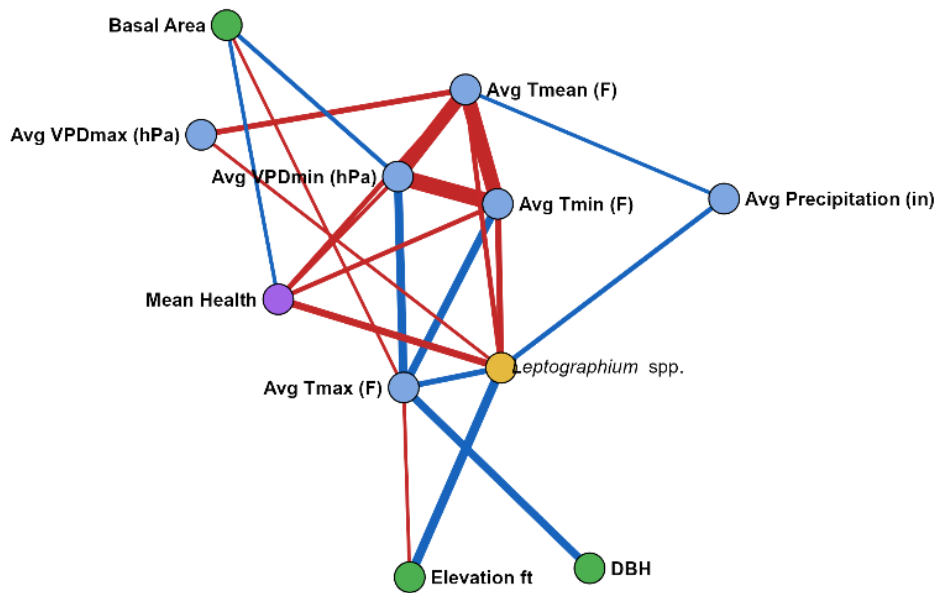 Basal Area
Avg Tmean (F)
Avg VPDmax (hPa)
Avg VPDmin (hPa)
Avg Tmin (F)
Avg Precipitation (in)
Mean Health
Leptographium spp.
Avg Tmax (F)
Elevation ft
DBH